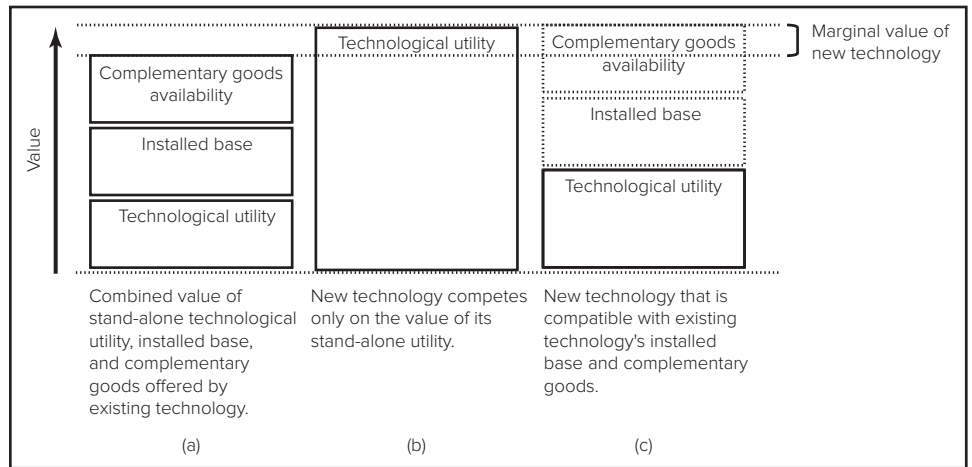 Value
Complementary goods
availability
Installed base
Technological utility
Combined value of
stand-alone technological
utility, installed base,
and complementary
goods offered by
existing technology.
(a)
Technological utility
New technology competes
only on the value of its
stand-alone utility.
(b)
Complementary goods
availability
Installed base
Technological utility
New technology that is
compatible with existing
technology's installed
base and complementary
goods.
(c)
Marginal value of
new technology